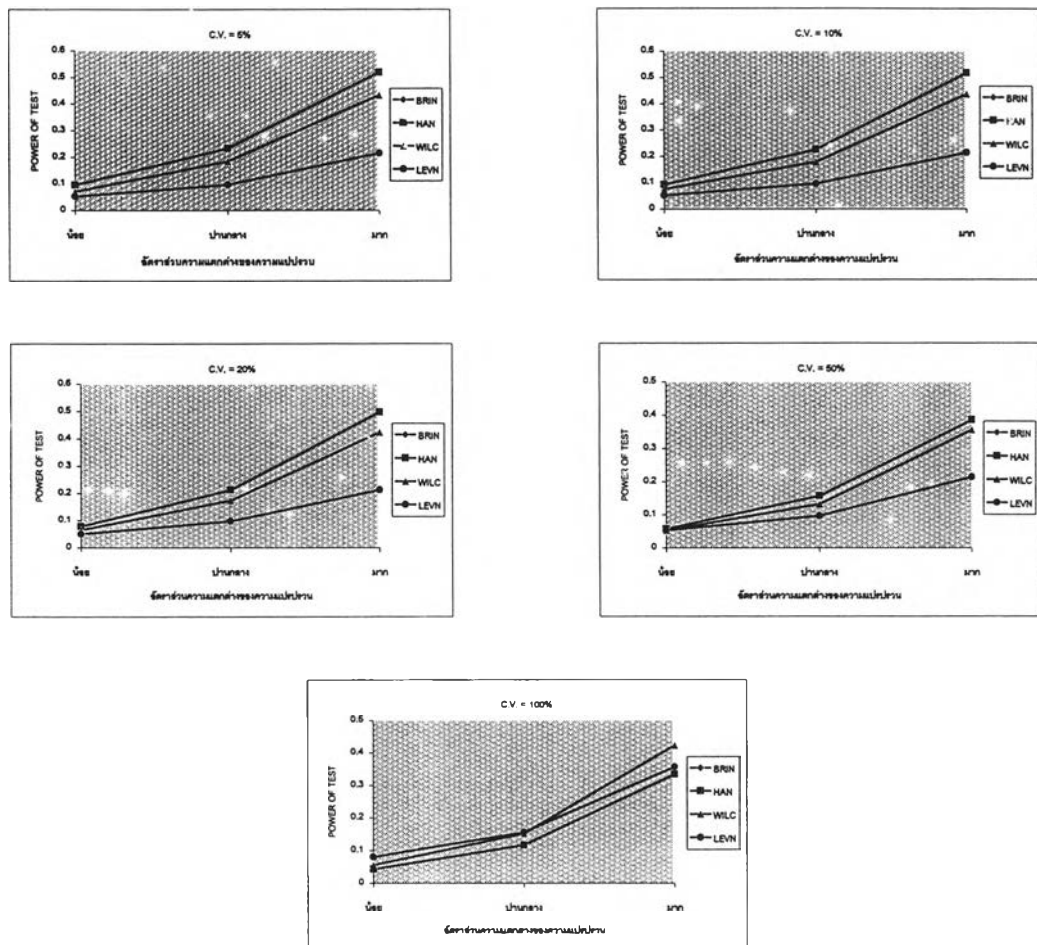 C.V. = 5%
POWER OF TEST
0.6
0.5
0.4
0.3
0.2
0.1
0
น้อย
ปานกลาง
มาก
อัตราส่วนความแตกต่างของความแปรปรวน
BRIN
HAN
WILC
LEVN
C.V. = 10%
POWER OF TEST
0.6
0.5
0.4
0.3
0.2
0.1
0
น้อย
ปานกลาง
มาก
อัตราส่วนความแตกต่างของความแปรปรวน
BRIN
HAN
WILC
LEVN
C.V. = 20%
POWER OF TEST
0.6
0.5
0.4
0.3
0.2
0.1
0
น้อย
ปานกลาง
มาก
อัตราส่วนความแตกต่างของความแปรปรวน
BRIN
HAN
WILC
LEVN
C.V. = 50%
POWER OF TEST
0.5
0.4
0.3
0.2
0.1
0
น้อย
ปานกลาง
มาก
อัตราส่วนความแตกต่างของความแปรปรวน
BRIN
HAN
WILC
LEVN
C.V. = 100%
POWER OF TEST
0.5
0.4
0.3
0.2
0.1
0
น้อย
ปานกลาง
มาก
อัตราส่วนความแตกต่างของความแปรปรวน
BRIN
HAN
WILC
LEVN